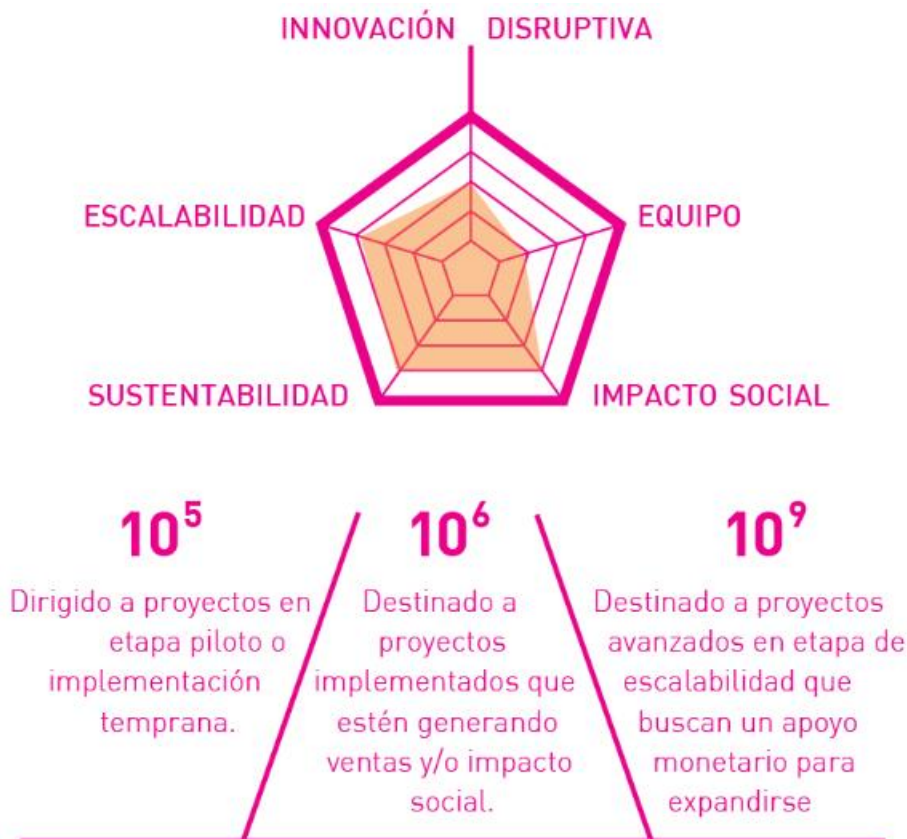 INNOVACIÓN DISRUPTIVA
ESCALABILIDAD
EQUIPO
SUSTENTABILIDAD
IMPACTO SOCIAL
10⁵
Dirigido a proyectos en
etapa piloto o
implementación
temprana.
10⁶
Destinado a
proyectos
implementados que
estén generando
ventas y/o impacto
social.
10⁹
Destinado a proyectos
avanzados en etapa de
escalabilidad que
buscan un apoyo
monetario para
expandirse